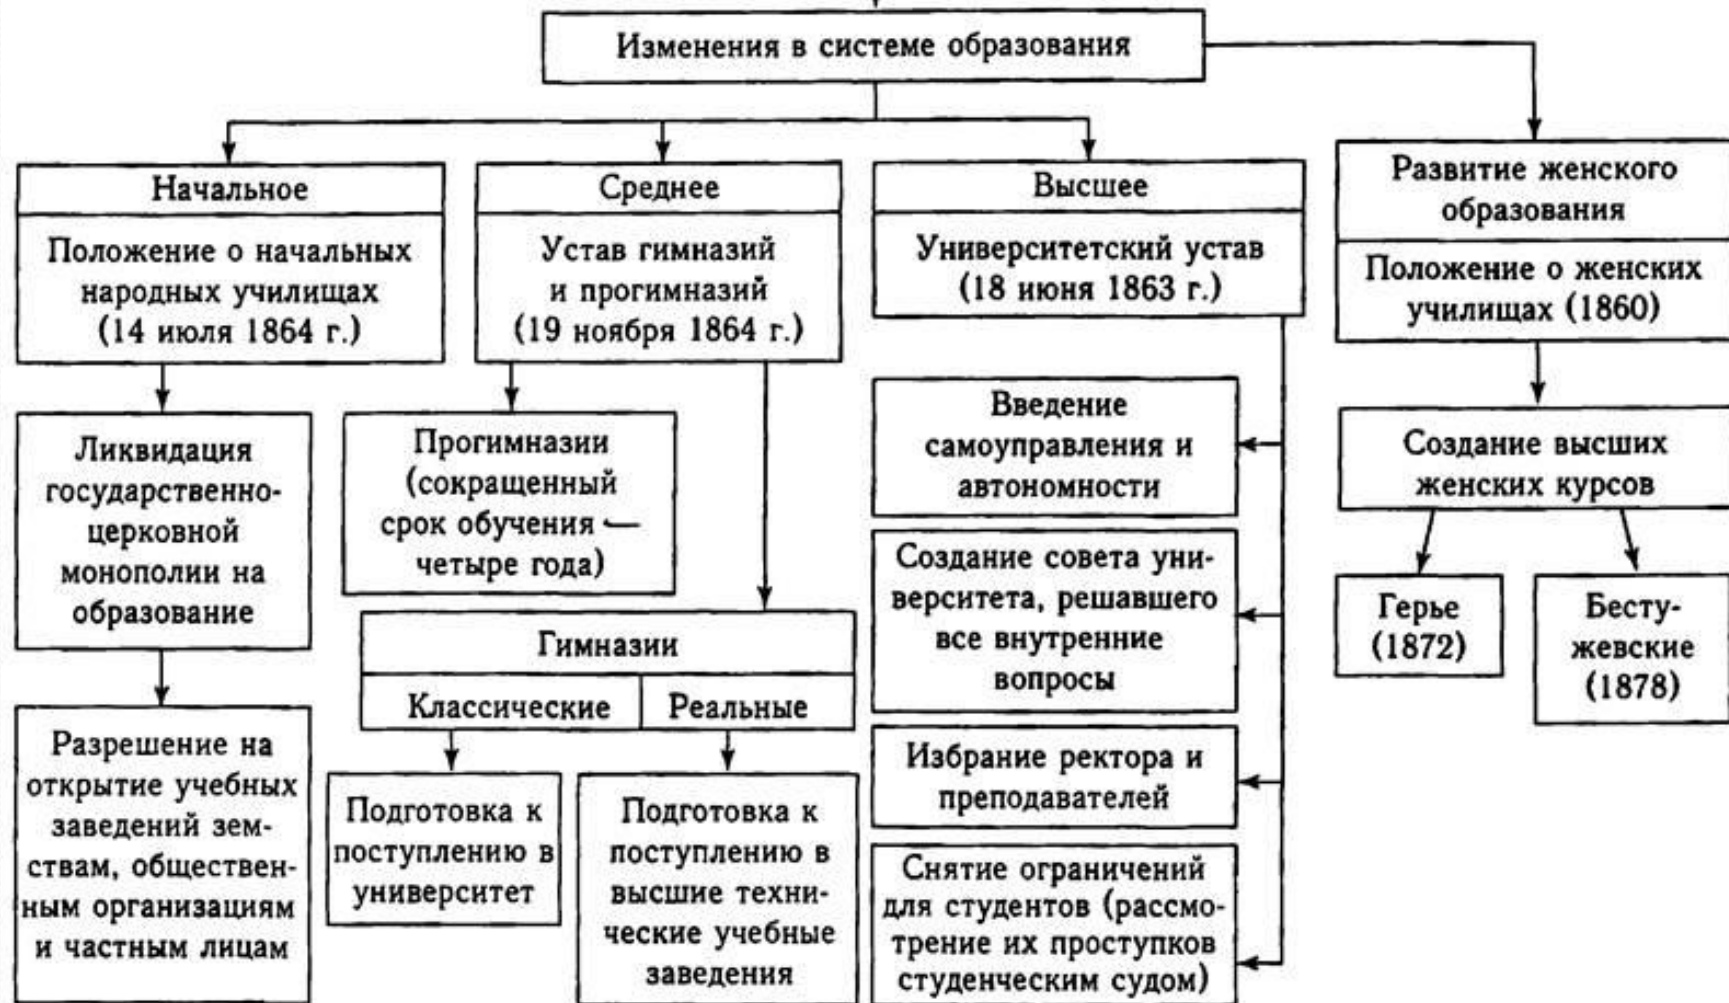 Изменения в системе образования
Начальное
Положение о начальных
народных училищах
(14 июля 1864 г.)
Ликвидация
государственно-
церковной
монополии на
образование
Разрешение на
открытие учебных
заведений зем-
ствам, обществен-
ным организациям
и частным лицам
Среднее
Устав гимназий
и прогимназий
(19 ноября 1864 г.)
Прогимназии
(сокращенный
срок обучения —
четыре года)
Гимназии
Классические
Реальные
Подготовка к
поступлению в
университет
Подготовка к
поступлению в
высшие техни-
ческие учебные
заведения
Высшее
Университетский устав
(18 июня 1863 г.)
Введение
самоуправления и
автономности
Создание совета уни-
верситета, решавшего
все внутренние
вопросы
Избрание ректора и
преподавателей
Снятие ограничений
для студентов (рассмо-
трение их проступков
студенческим судом)
Развитие женского
образования
Положение о женских
училищах (1860)
Создание высших
женских курсов
Герье
(1872)
Бесту-
жевские
(1878)